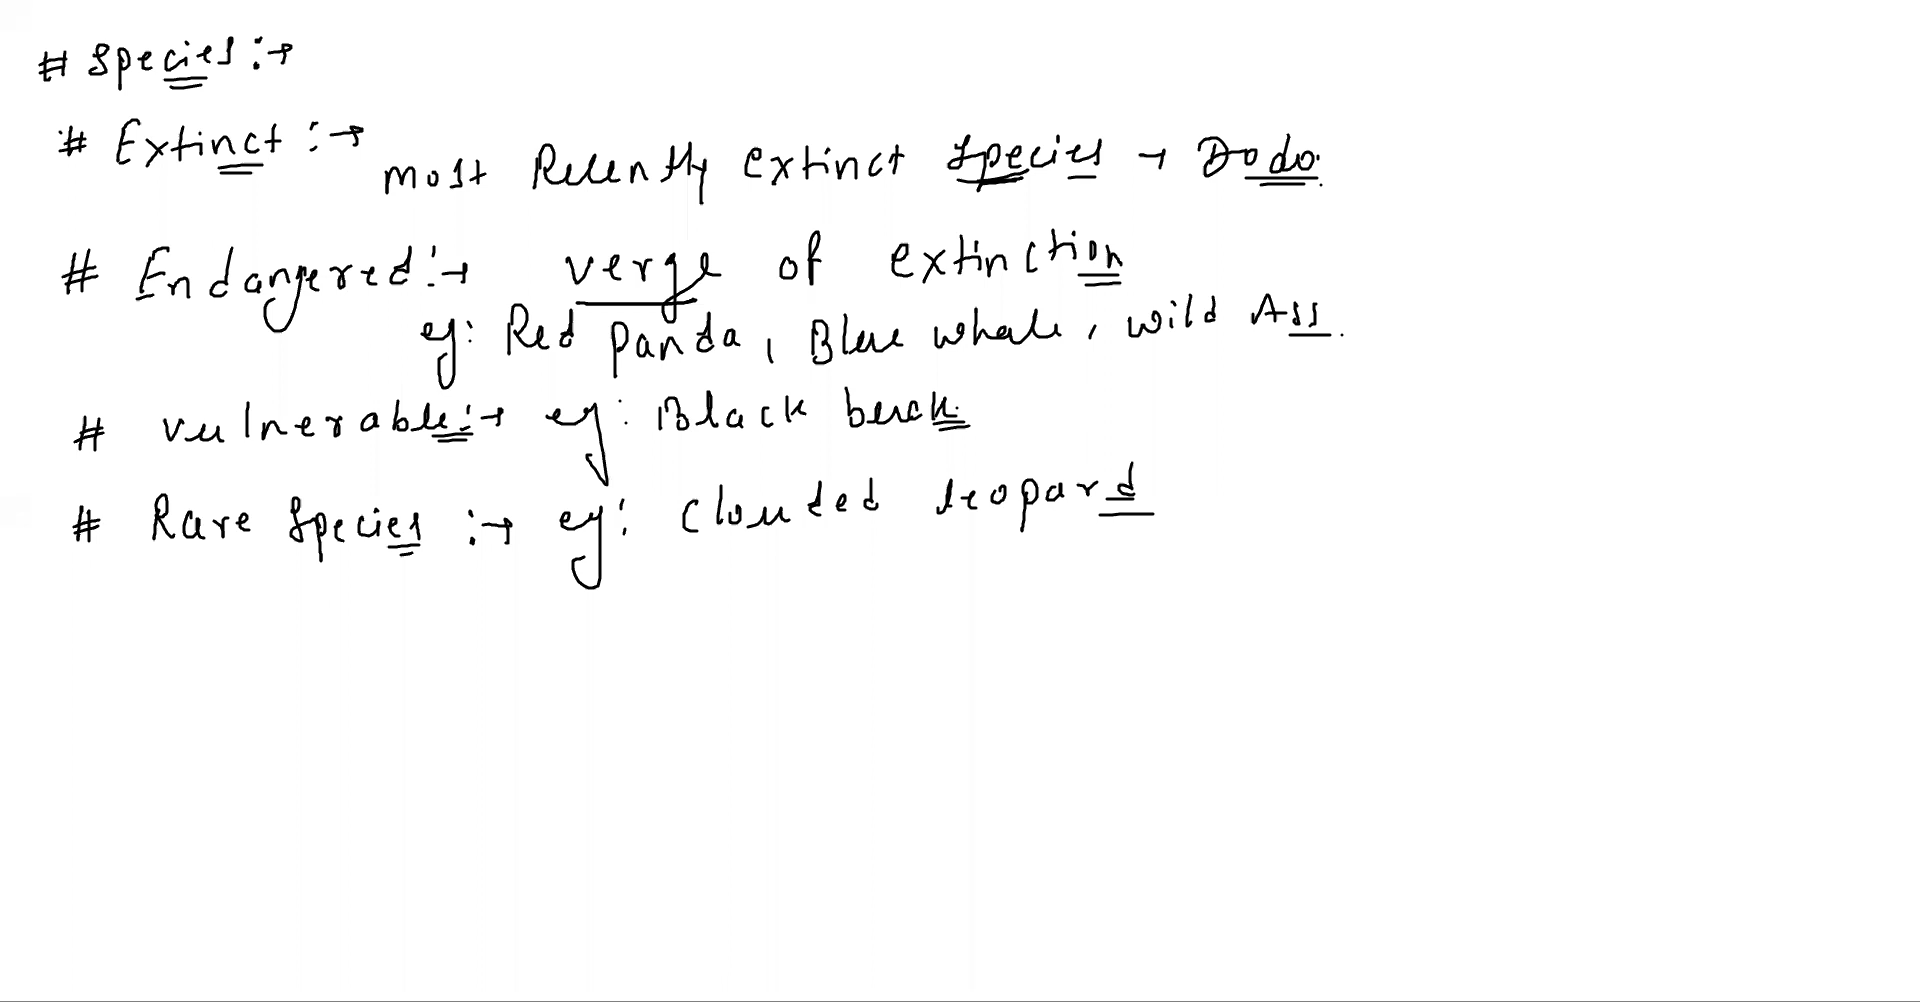 # Species :→
# Extinct :→ most Recently extinct species → Dodo.
# Endangered :→ verge of extinction
eg: Red panda, Blue whale, wild Ass.
# vulnerable :→ eg: Black buck.
# Rare Species :→ eg: clouded leopard